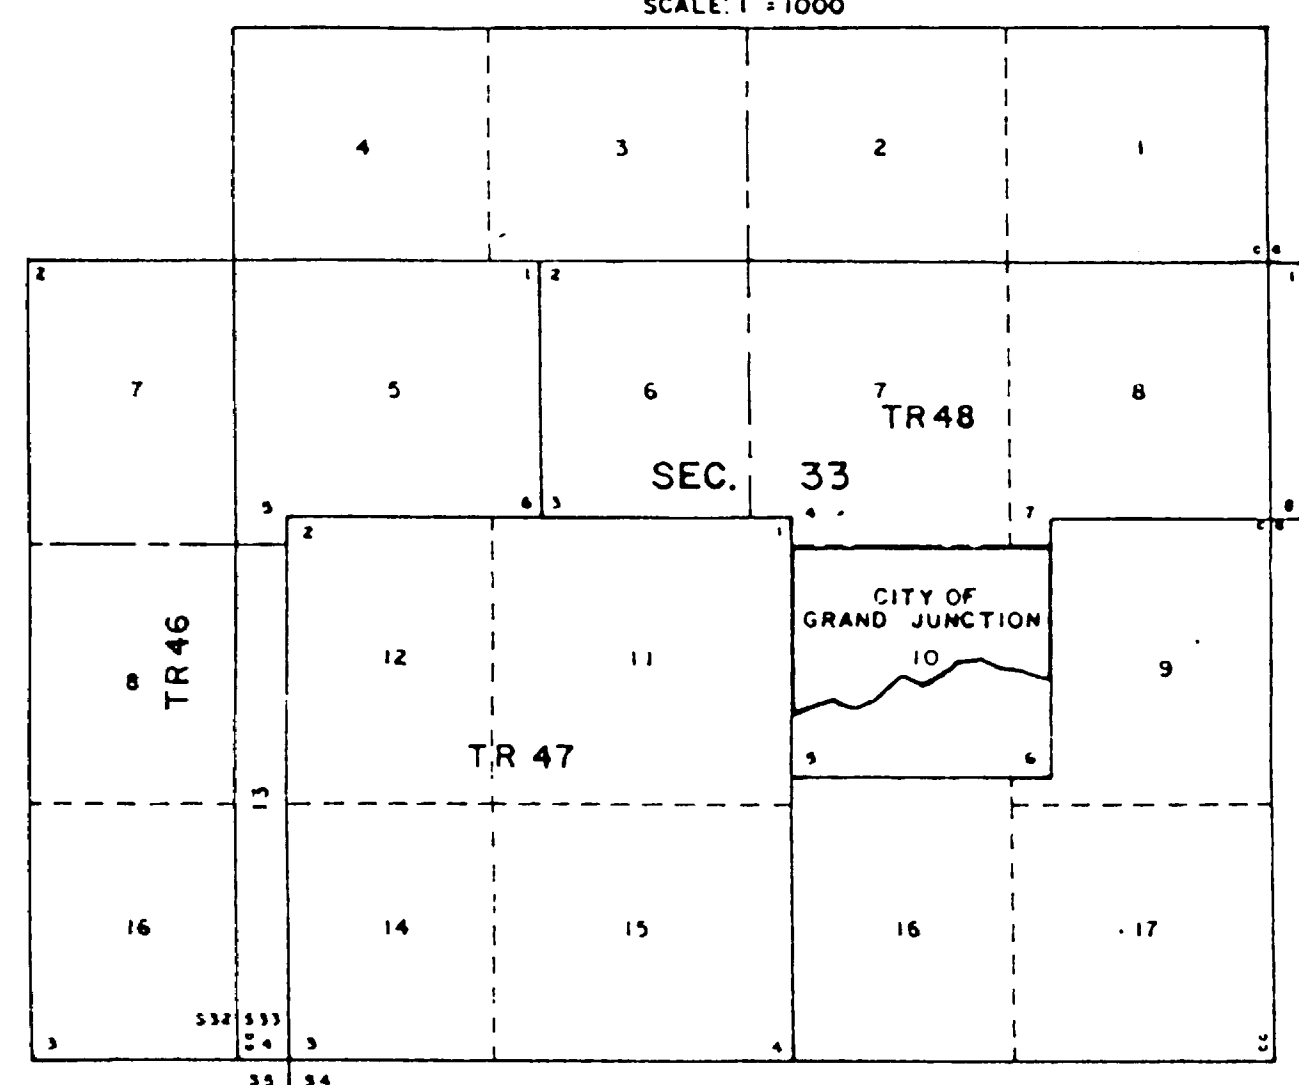 SCALE: 1" = 1000
4 3 2 1
2 1 2 1
7 5 6 7 8
TR 48
SEC. 33
5 6 3 4 7 8
2 1
CITY OF
GRAND JUNCTION
TR 46
8 12 11 10 9
TR 47
5 6
13
16 14 15 16 17
S32 S33
3 4 3 4